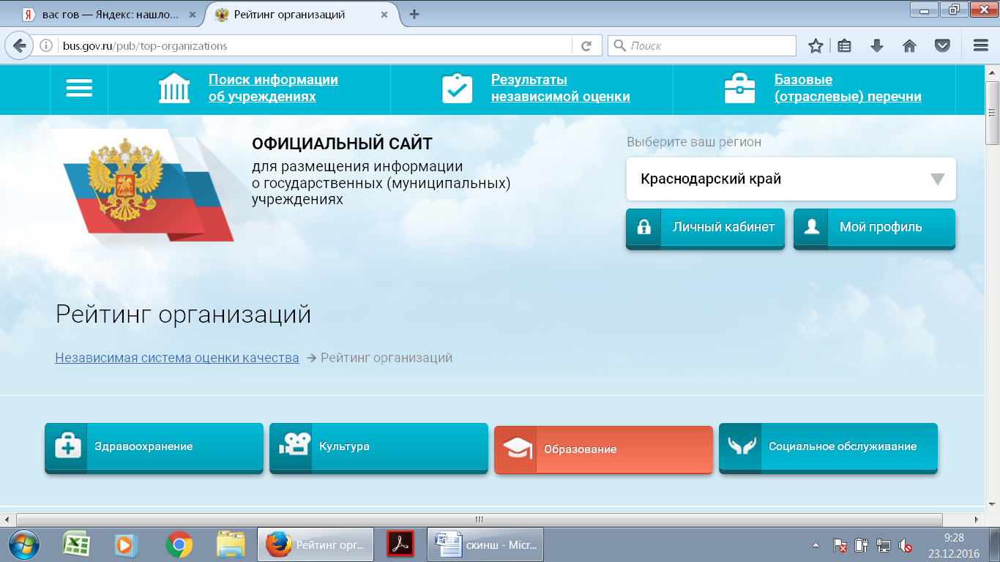 вас гов — Яндекс: нашло...
Рейтинг организаций
bus.gov.ru/pub/top-organizations
Поиск
Поиск информации
об учреждениях
Результаты
независимой оценки
Базовые
(отраслевые) перечни
ОФИЦИАЛЬНЫЙ САЙТ
для размещения информации
о государственных (муниципальных)
учреждениях
Выберите ваш регион
Краснодарский край
Личный кабинет
Мой профиль
Рейтинг организаций
Независимая система оценки качества → Рейтинг организаций
Здравоохранение
Культура
Образование
Социальное обслуживание
Рейтинг орг...
скинш - Micr...
9:28
23.12.2016